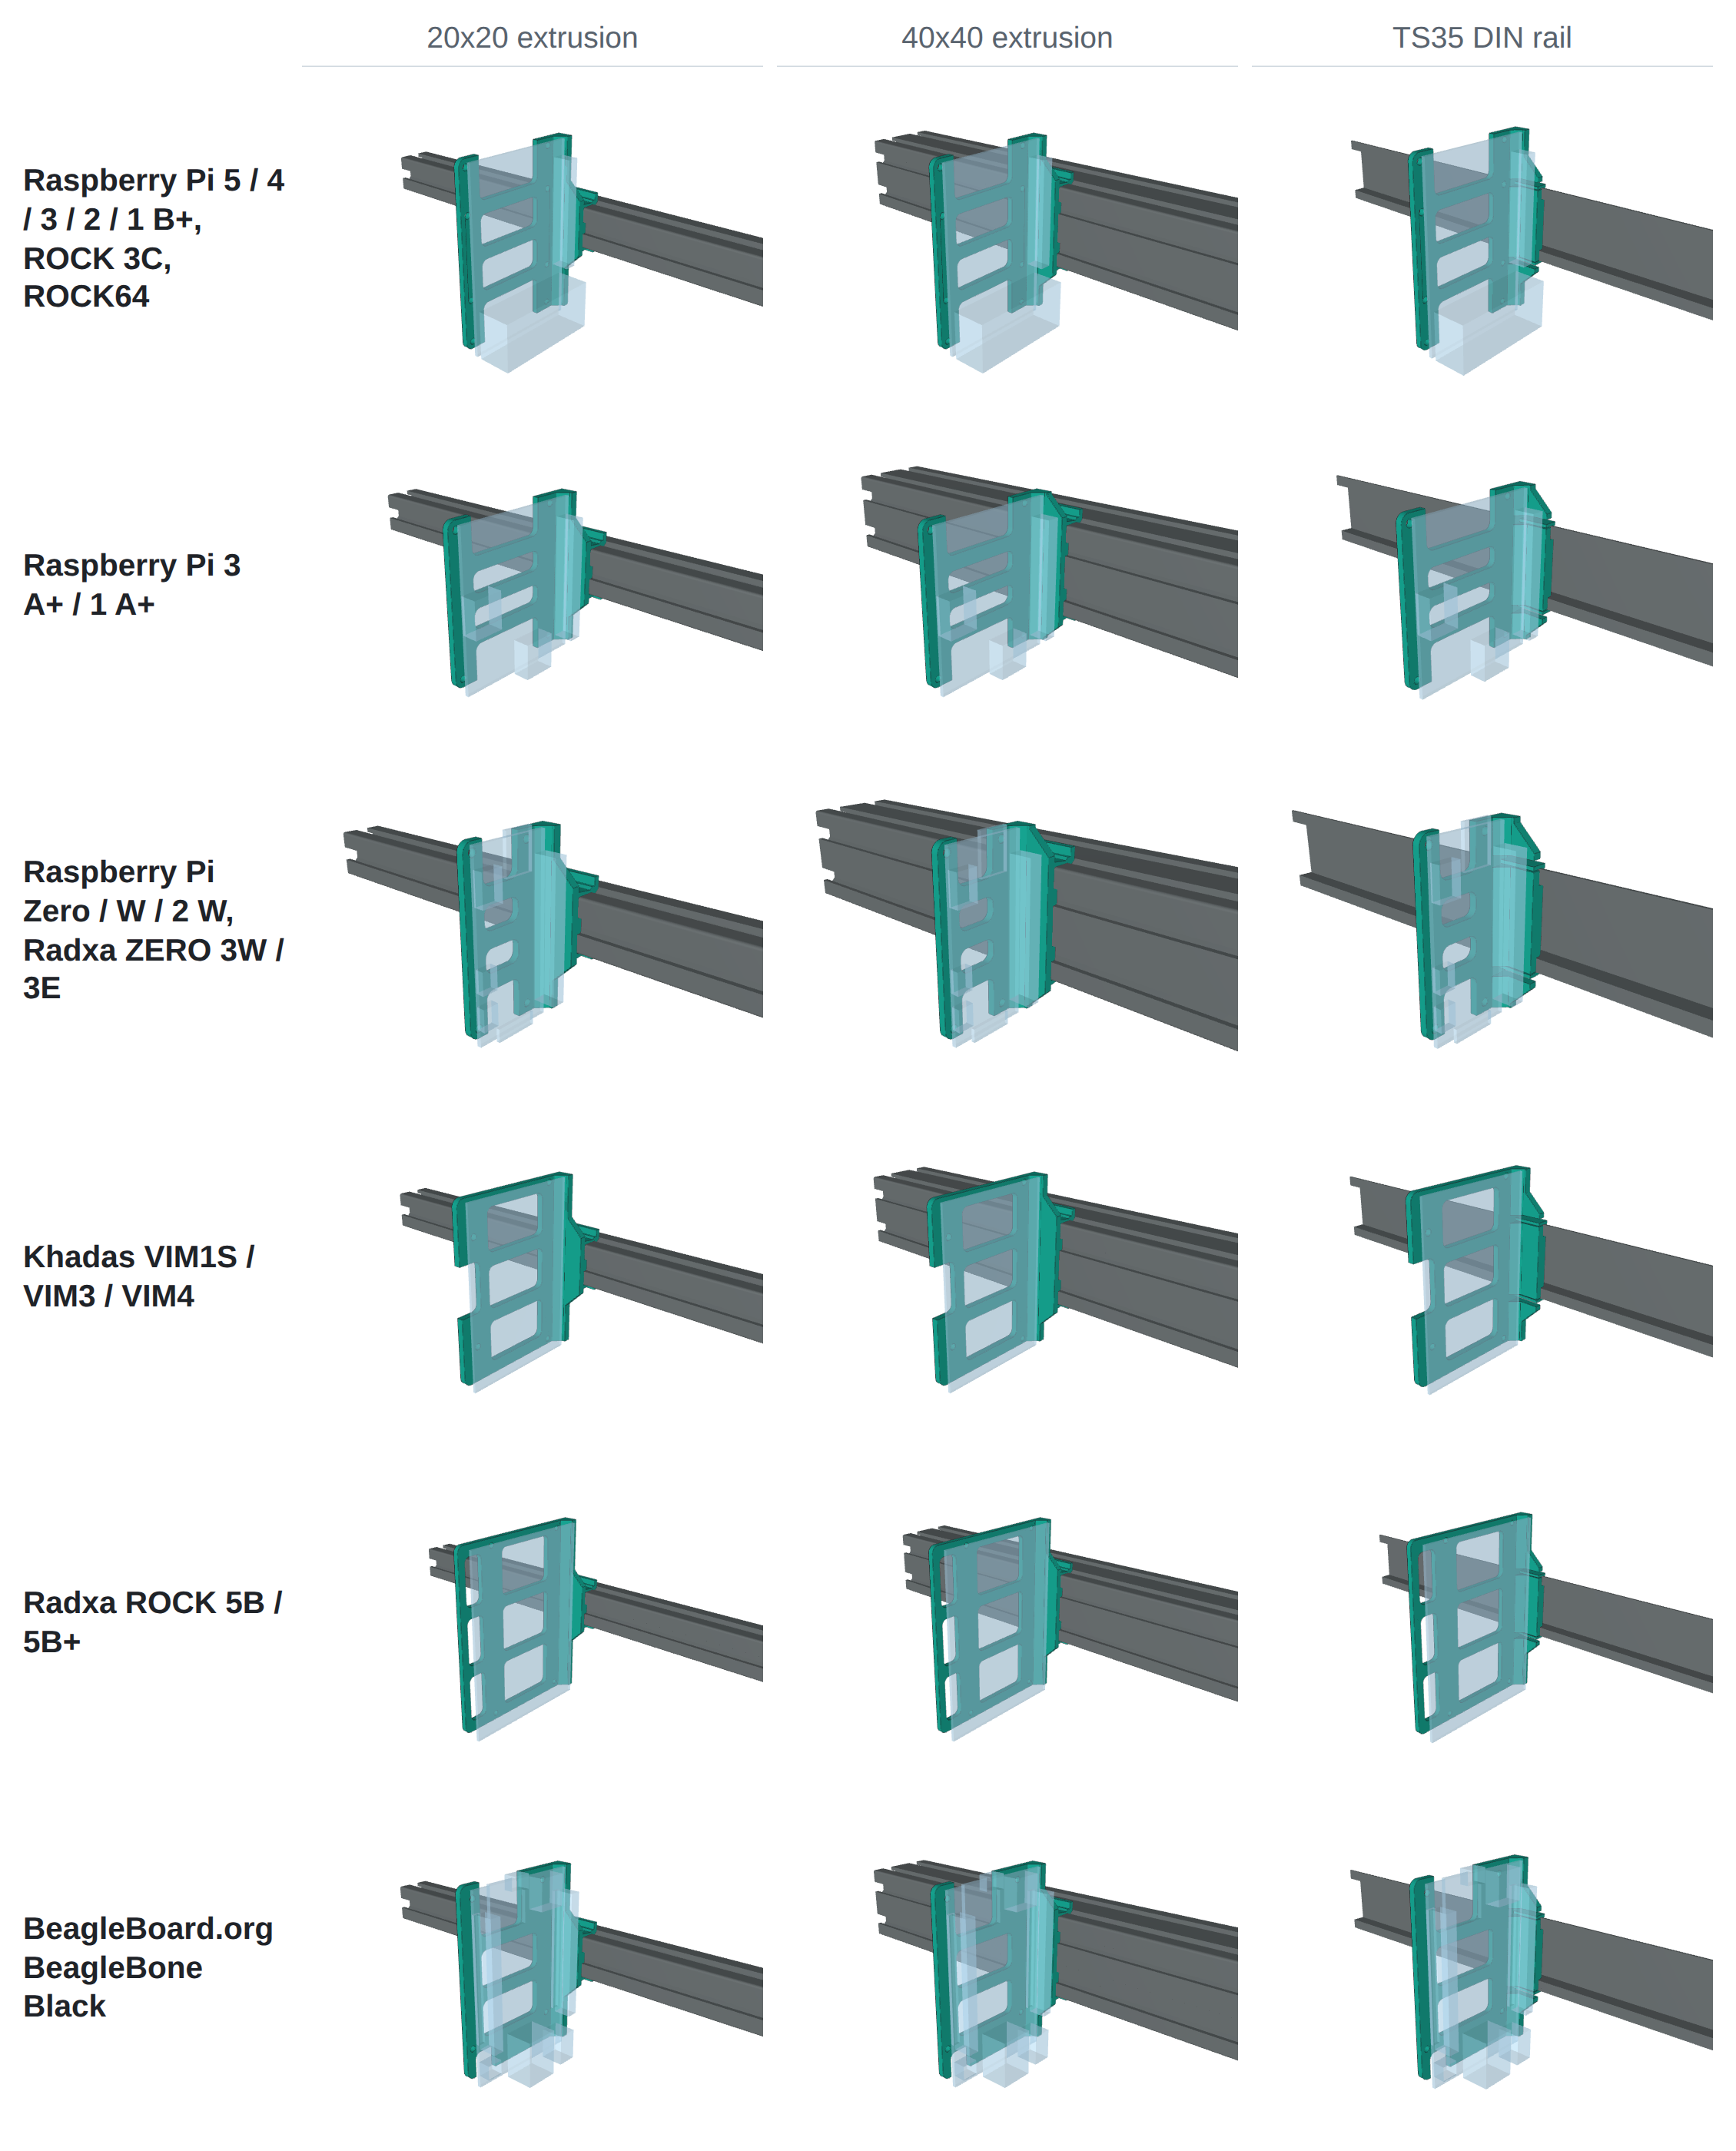 20x20 extrusion
40x40 extrusion
TS35 DIN rail
Raspberry Pi 5 / 4
/ 3 / 2 / 1 B+,
ROCK 3C,
ROCK64
Raspberry Pi 3
A+ / 1 A+
Raspberry Pi
Zero / W / 2 W,
Radxa ZERO 3W /
3E
Khadas VIM1S /
VIM3 / VIM4
Radxa ROCK 5B /
5B+
BeagleBoard.org
BeagleBone
Black